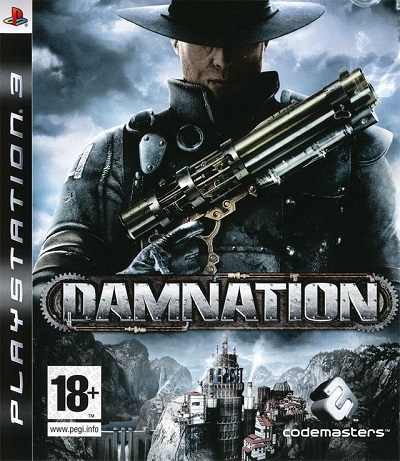 PLAYSTATION 3
DAMNATION
18+
www.pegi.info
codemasters